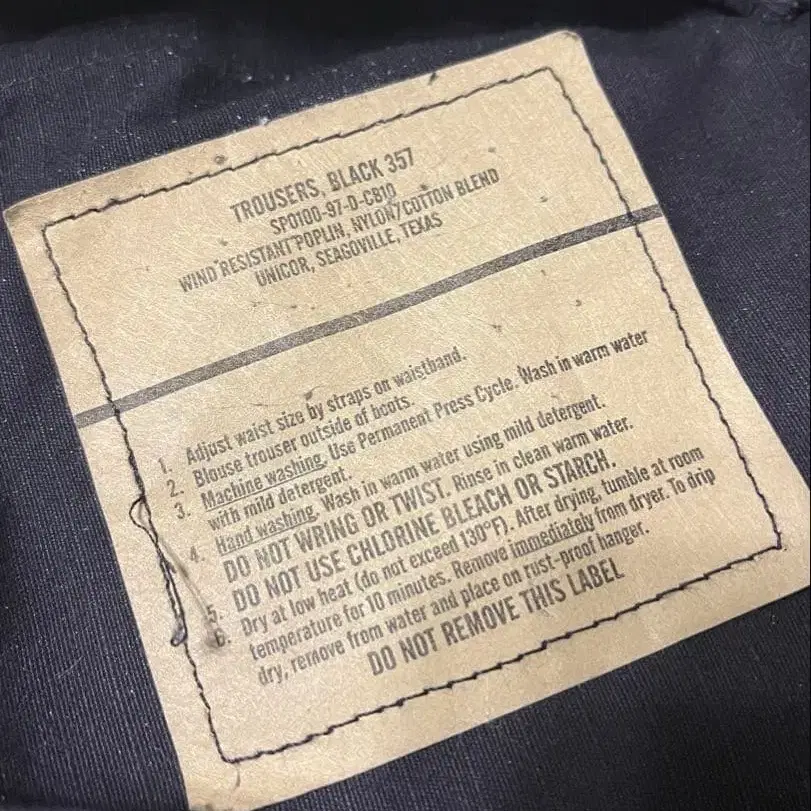 TROUSERS, BLACK 357
SPO100-97-D-CB10
WIND RESISTANT POPLIN, NYLON/COTTON BLEND
UNICOR, SEAGOVILLE, TEXAS
1. Adjust waist size by straps on waistband.
2. Blouse trouser outside of boots.
3. Machine washing. Use Permanent Press Cycle. Wash in warm water
with mild detergent.
4. Hand washing. Wash in warm water using mild detergent.
DO NOT WRING OR TWIST. Rinse in clean warm water.
5. DO NOT USE CHLORINE BLEACH OR STARCH.
6. Dry at low heat (do not exceed 130°F). After drying, tumble at room
temperature for 10 minutes. Remove immediately from dryer. To drip
dry, remove from water and place on rust-proof hanger.
DO NOT REMOVE THIS LABEL